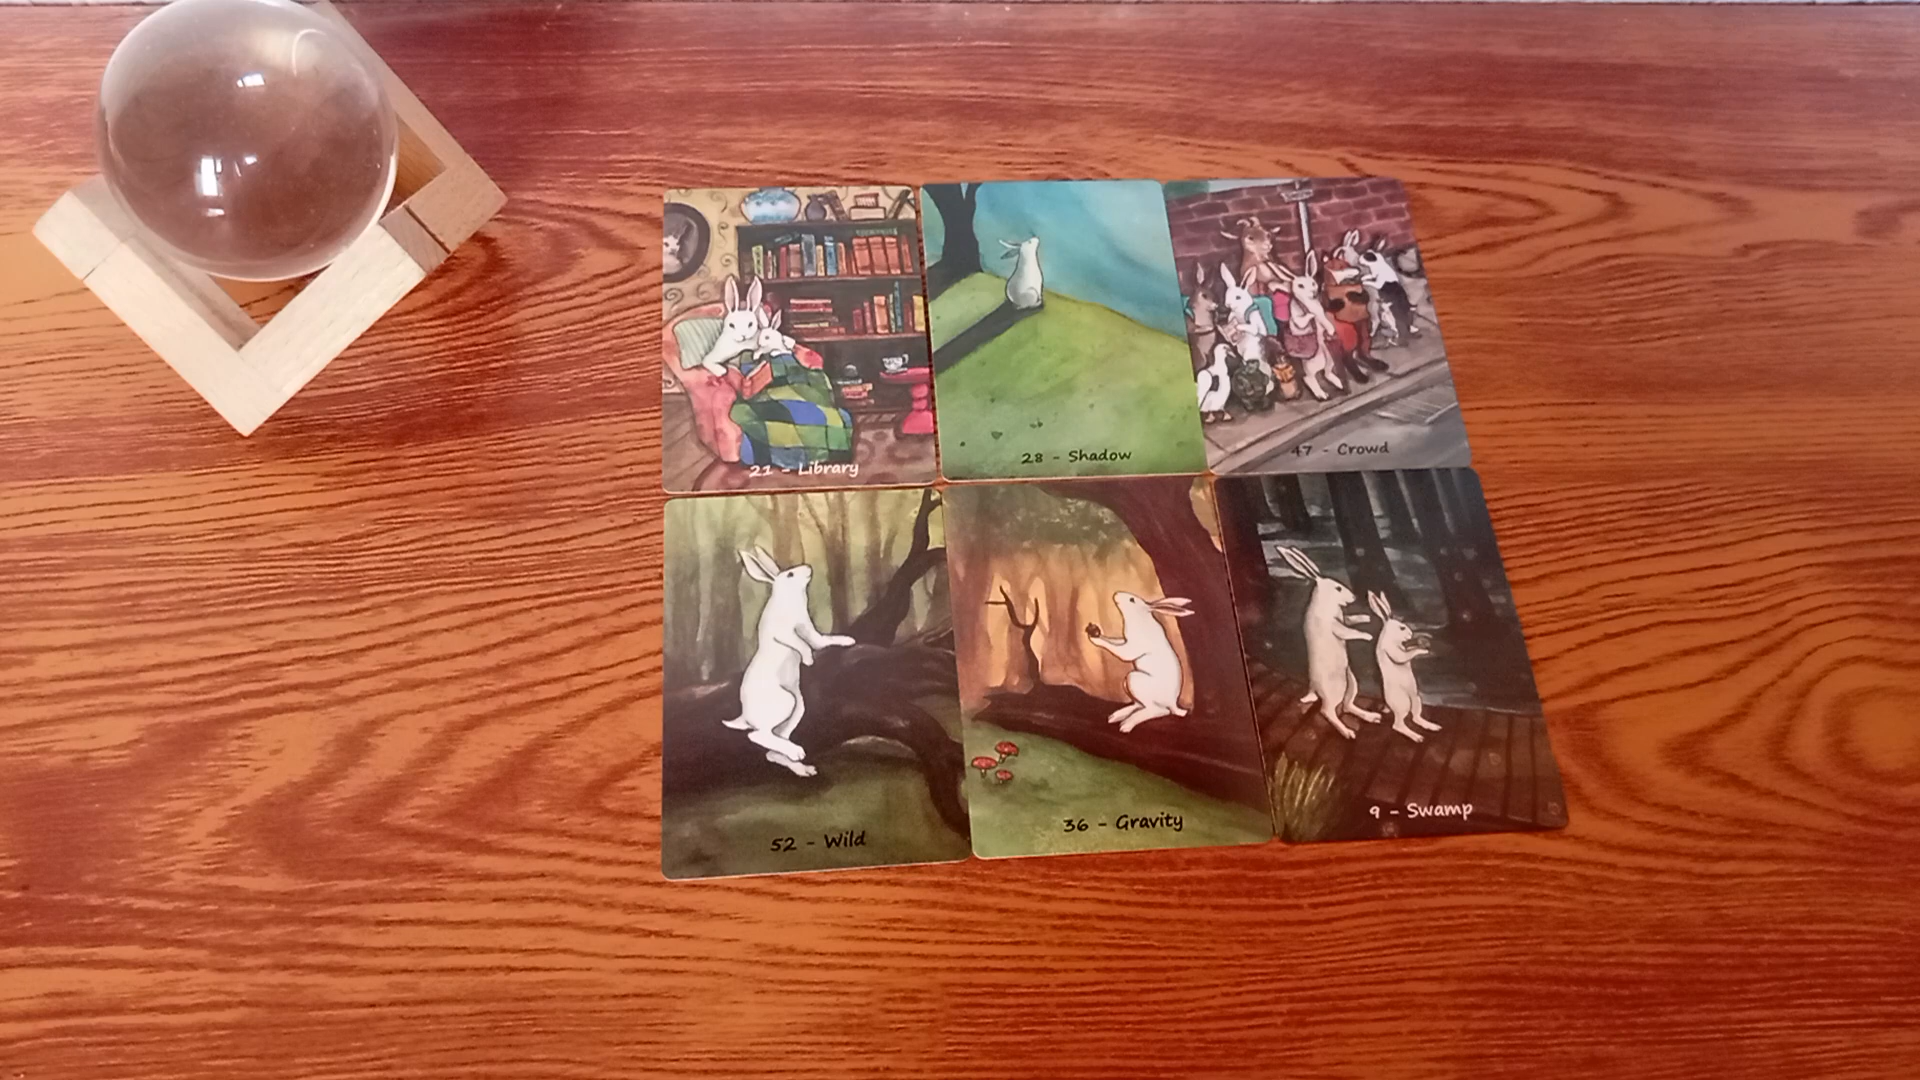 21 - Library
28 - Shadow
47 - Crowd
52 - Wild
36 - Gravity
9 - Swamp